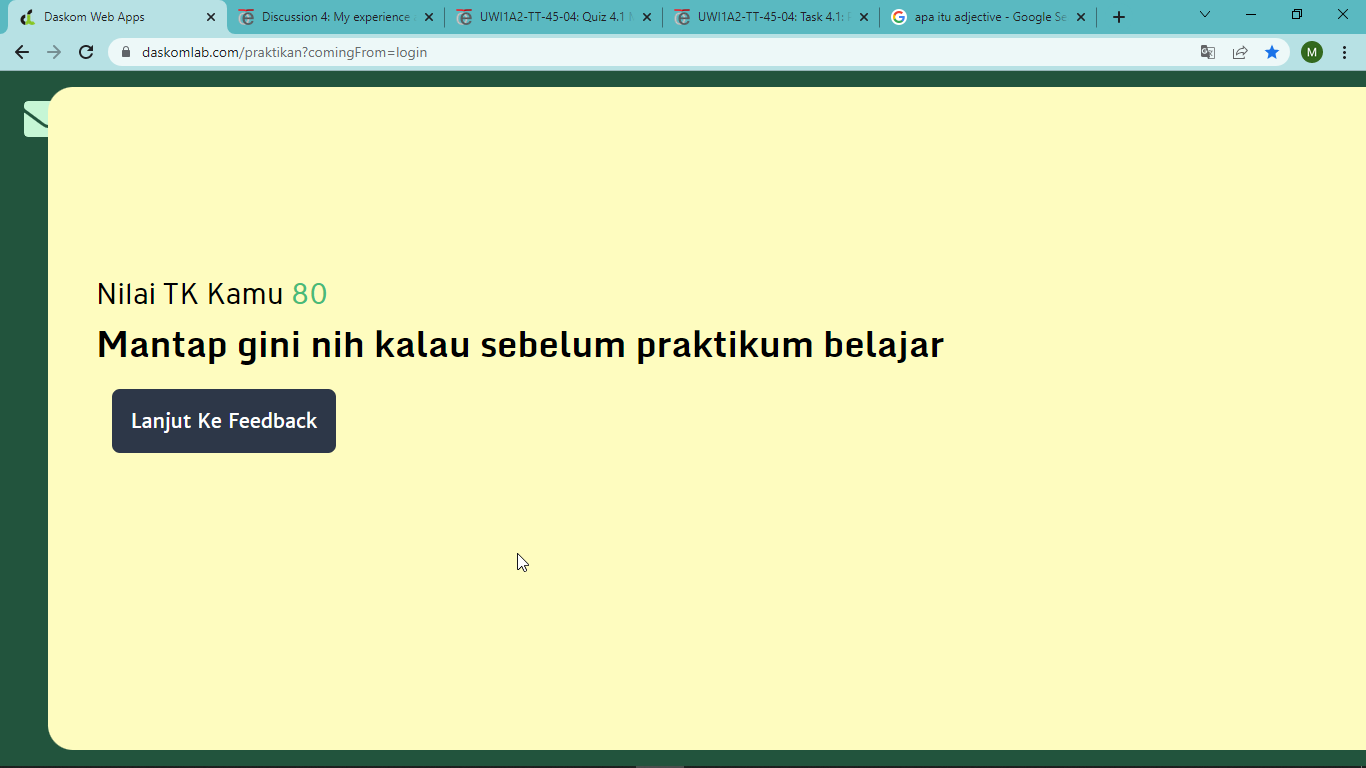 Daskom Web Apps
Discussion 4: My experience
UWI1A2-TT-45-04: Quiz 4.1
UWI1A2-TT-45-04: Task 4.1:
apa itu adjective - Google Se
daskomlab.com/praktikan?comingFrom=login
M
Nilai TK Kamu 80
Mantap gini nih kalau sebelum praktikum belajar
Lanjut Ke Feedback